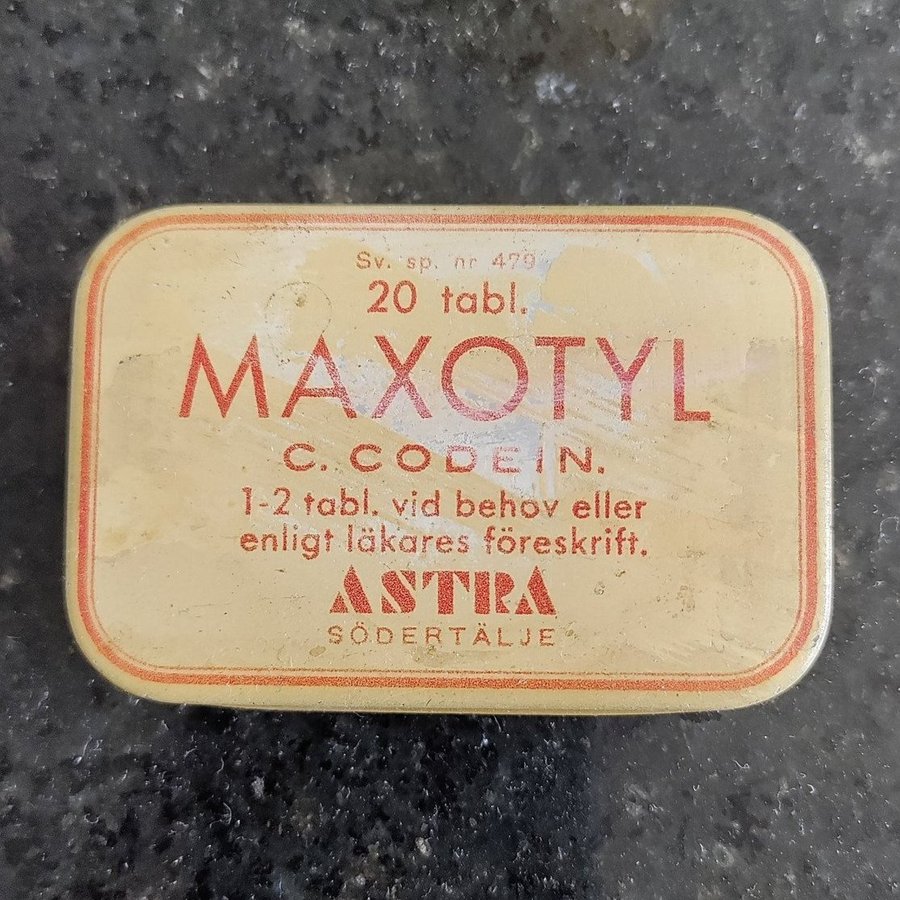 Sv. sp. nr 479
20 tabl.
MAXOTYL
C. CODEIN.
1-2 tabl. vid behov eller
enligt läkares föreskrift.
ASTRA
SÖDERTÄLJE